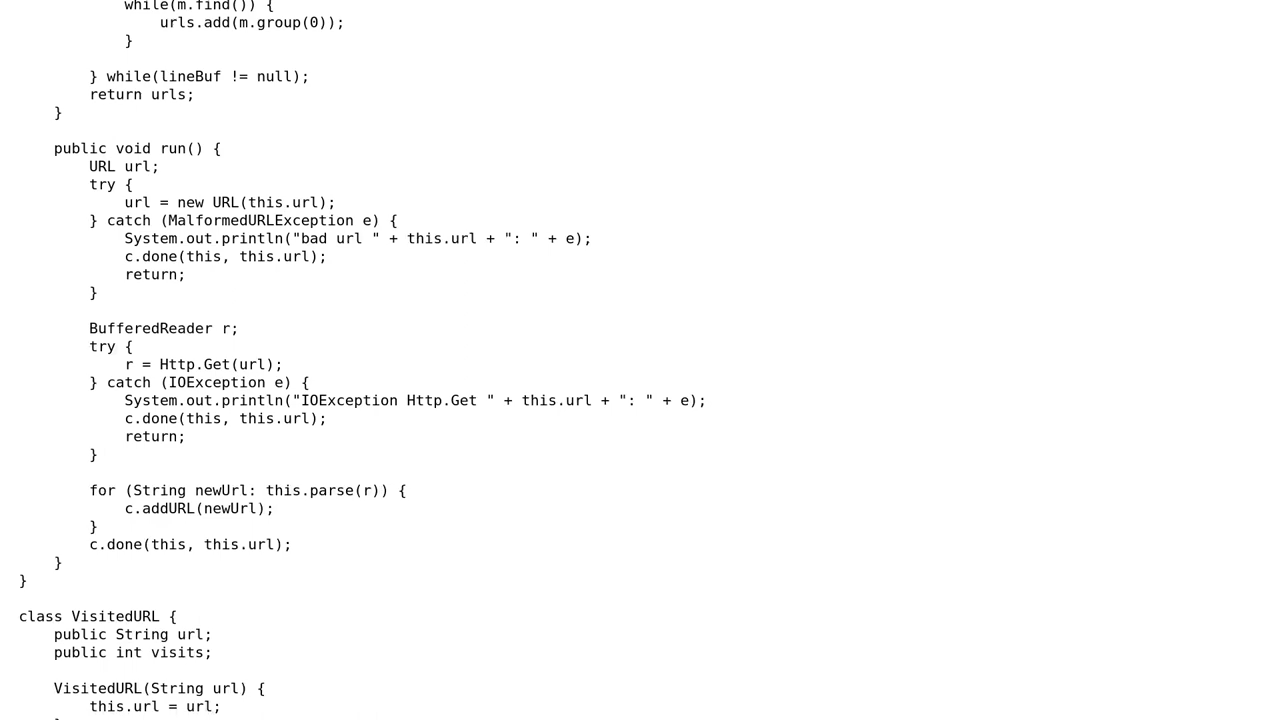 while(m.find()) {
                urls.add(m.group(0));
            }

        } while(lineBuf != null);
        return urls;
    }

    public void run() {
        URL url;
        try {
            url = new URL(this.url);
        } catch (MalformedURLException e) {
            System.out.println("bad url " + this.url + ": " + e);
            c.done(this, this.url);
            return;
        }

        BufferedReader r;
        try {
            r = Http.Get(url);
        } catch (IOException e) {
            System.out.println("IOException Http.Get " + this.url + ": " + e);
            c.done(this, this.url);
            return;
        }

        for (String newUrl: this.parse(r)) {
            c.addURL(newUrl);
        }
        c.done(this, this.url);
    }
}

class VisitedURL {
    public String url;
    public int visits;

    VisitedURL(String url) {
        this.url = url;